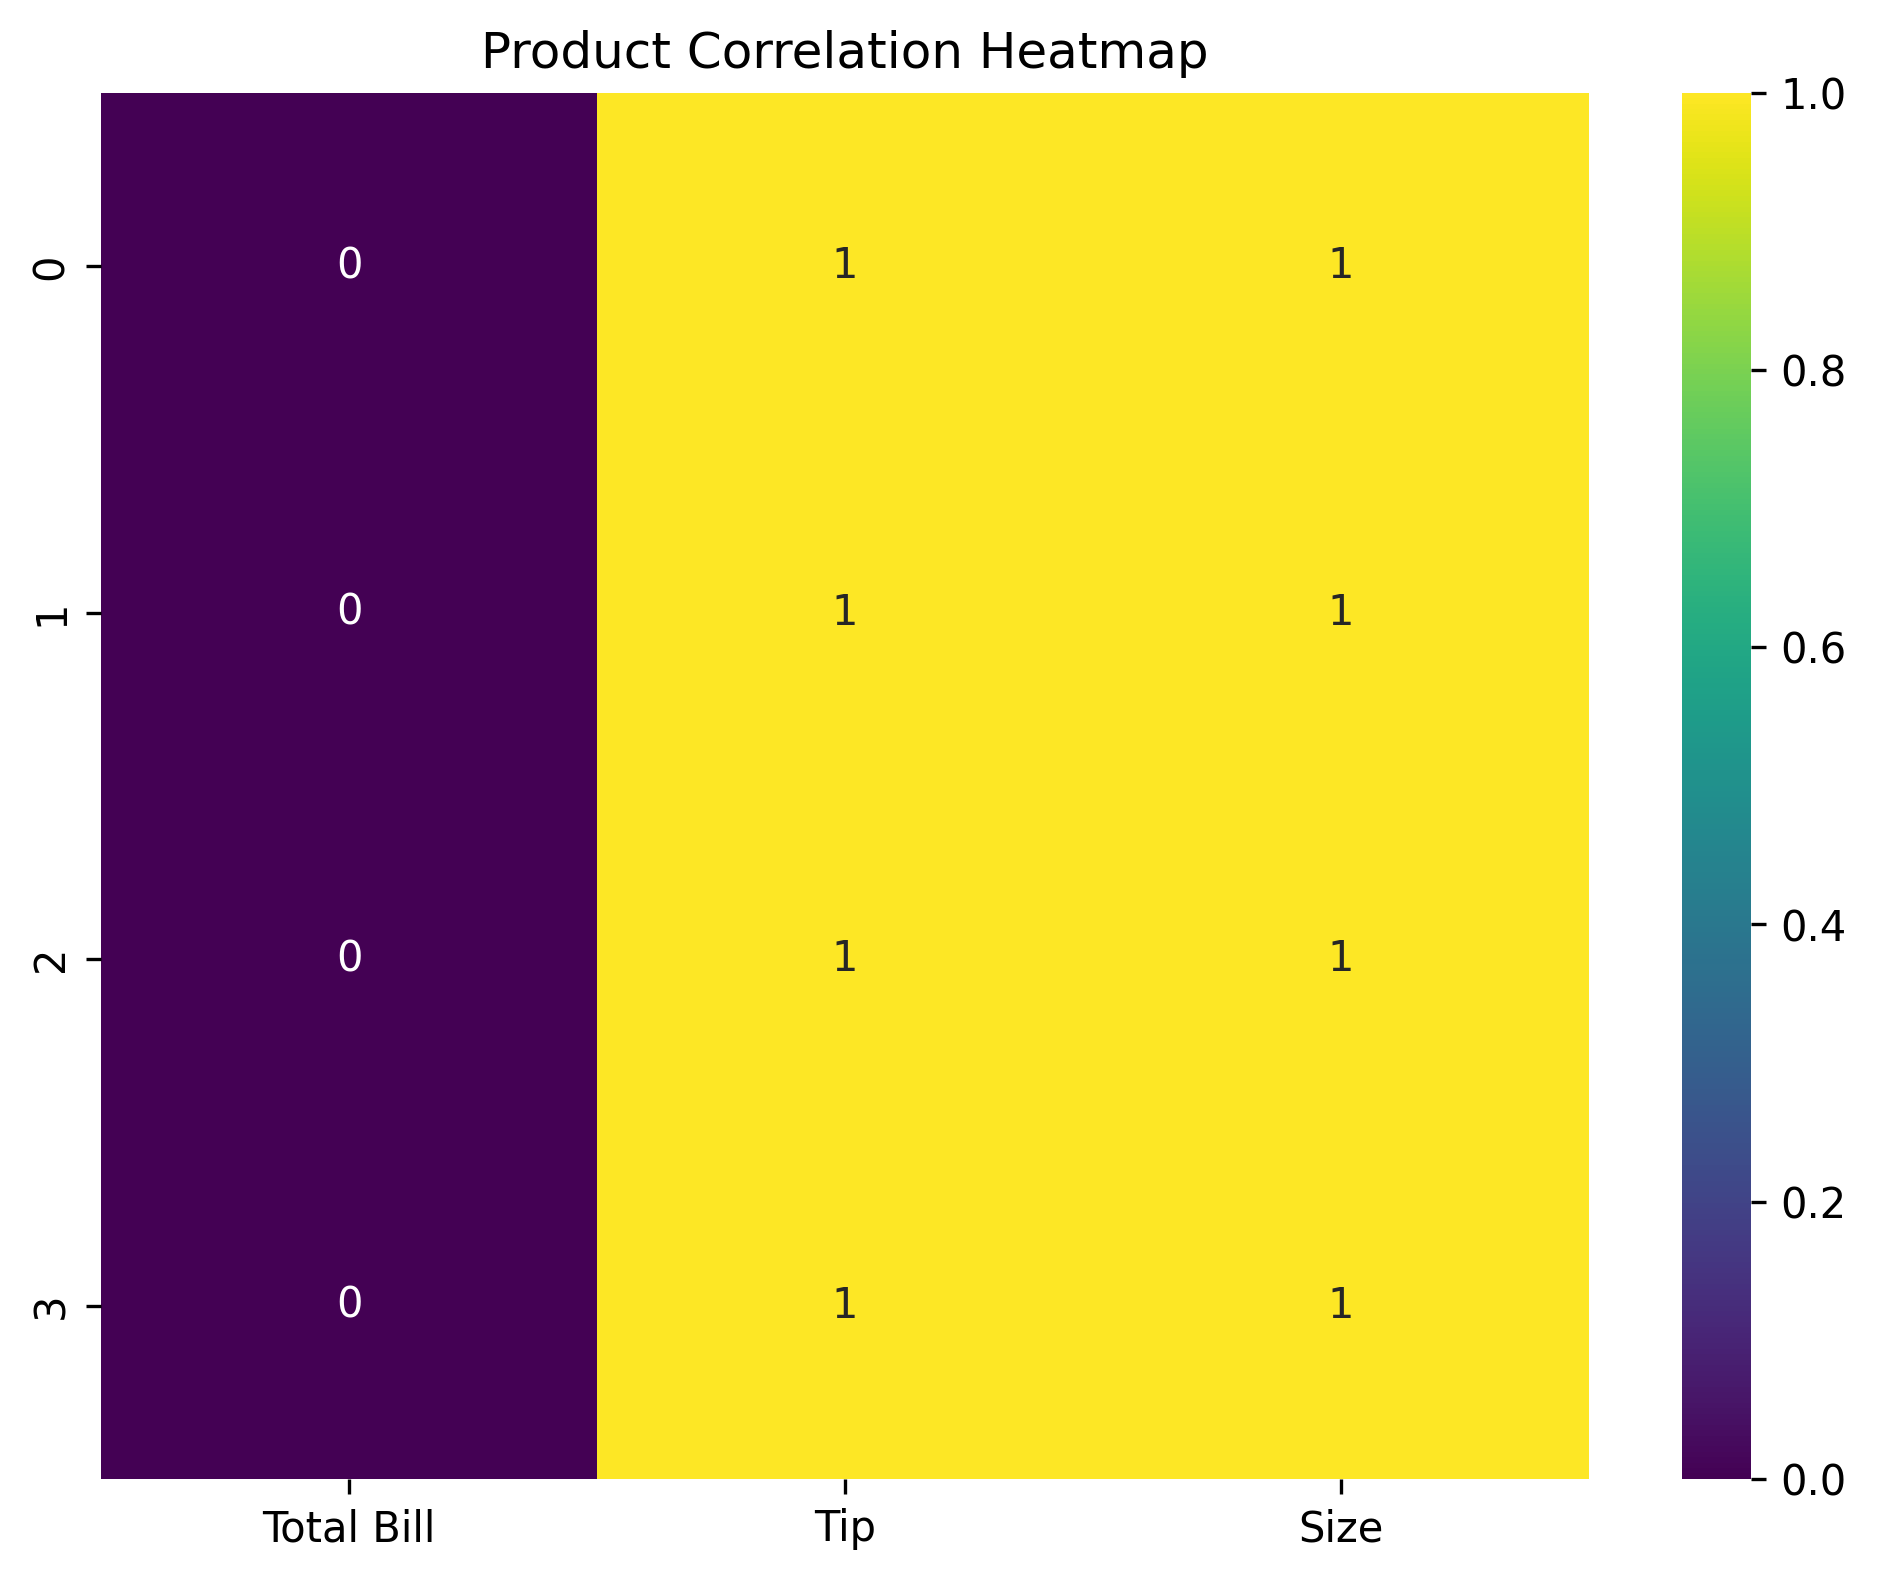 Product Correlation Heatmap
0 0 1 1
1 0 1 1
2 0 1 1
3 0 1 1
Total Bill Tip Size
1.0
0.8
0.6
0.4
0.2
0.0